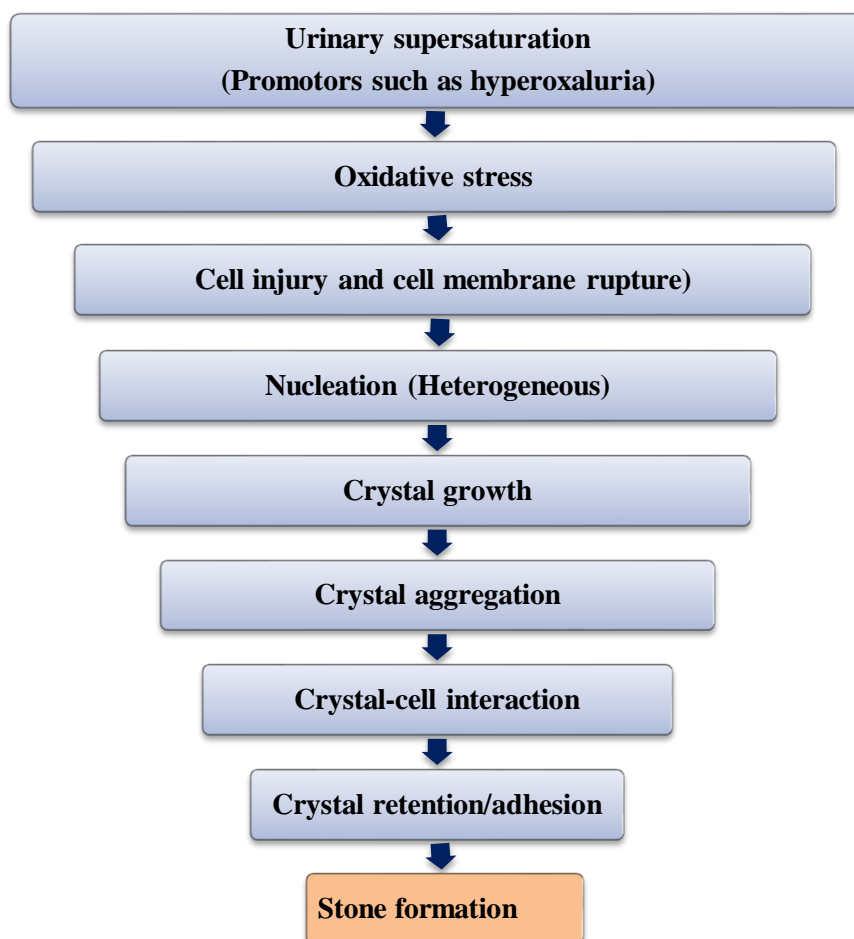 Urinary supersaturation
(Promotors such as hyperoxaluria)
Oxidative stress
Cell injury and cell membrane rupture)
Nucleation (Heterogeneous)
Crystal growth
Crystal aggregation
Crystal-cell interaction
Crystal retention/adhesion
Stone formation